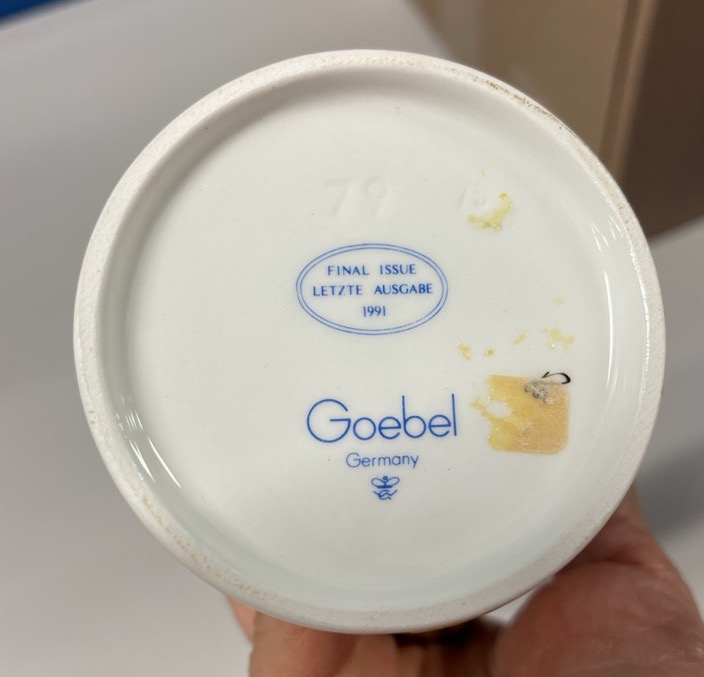 79
FINAL ISSUE
LETZTE AUSGABE
1991
Goebel
Germany